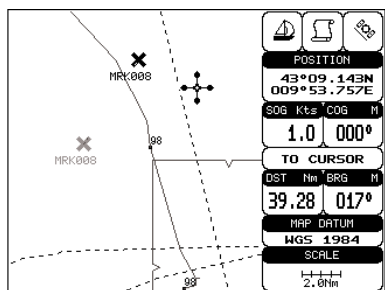 MRK008
MRK008
98
98
POSITION
43°09.143N
009°53.757E
SOG Kts COG M
1.0 000°
TO CURSOR
DST Nm BRG M
39.28 017°
MAP DATUM
WGS 1984
SCALE
2.0Nm